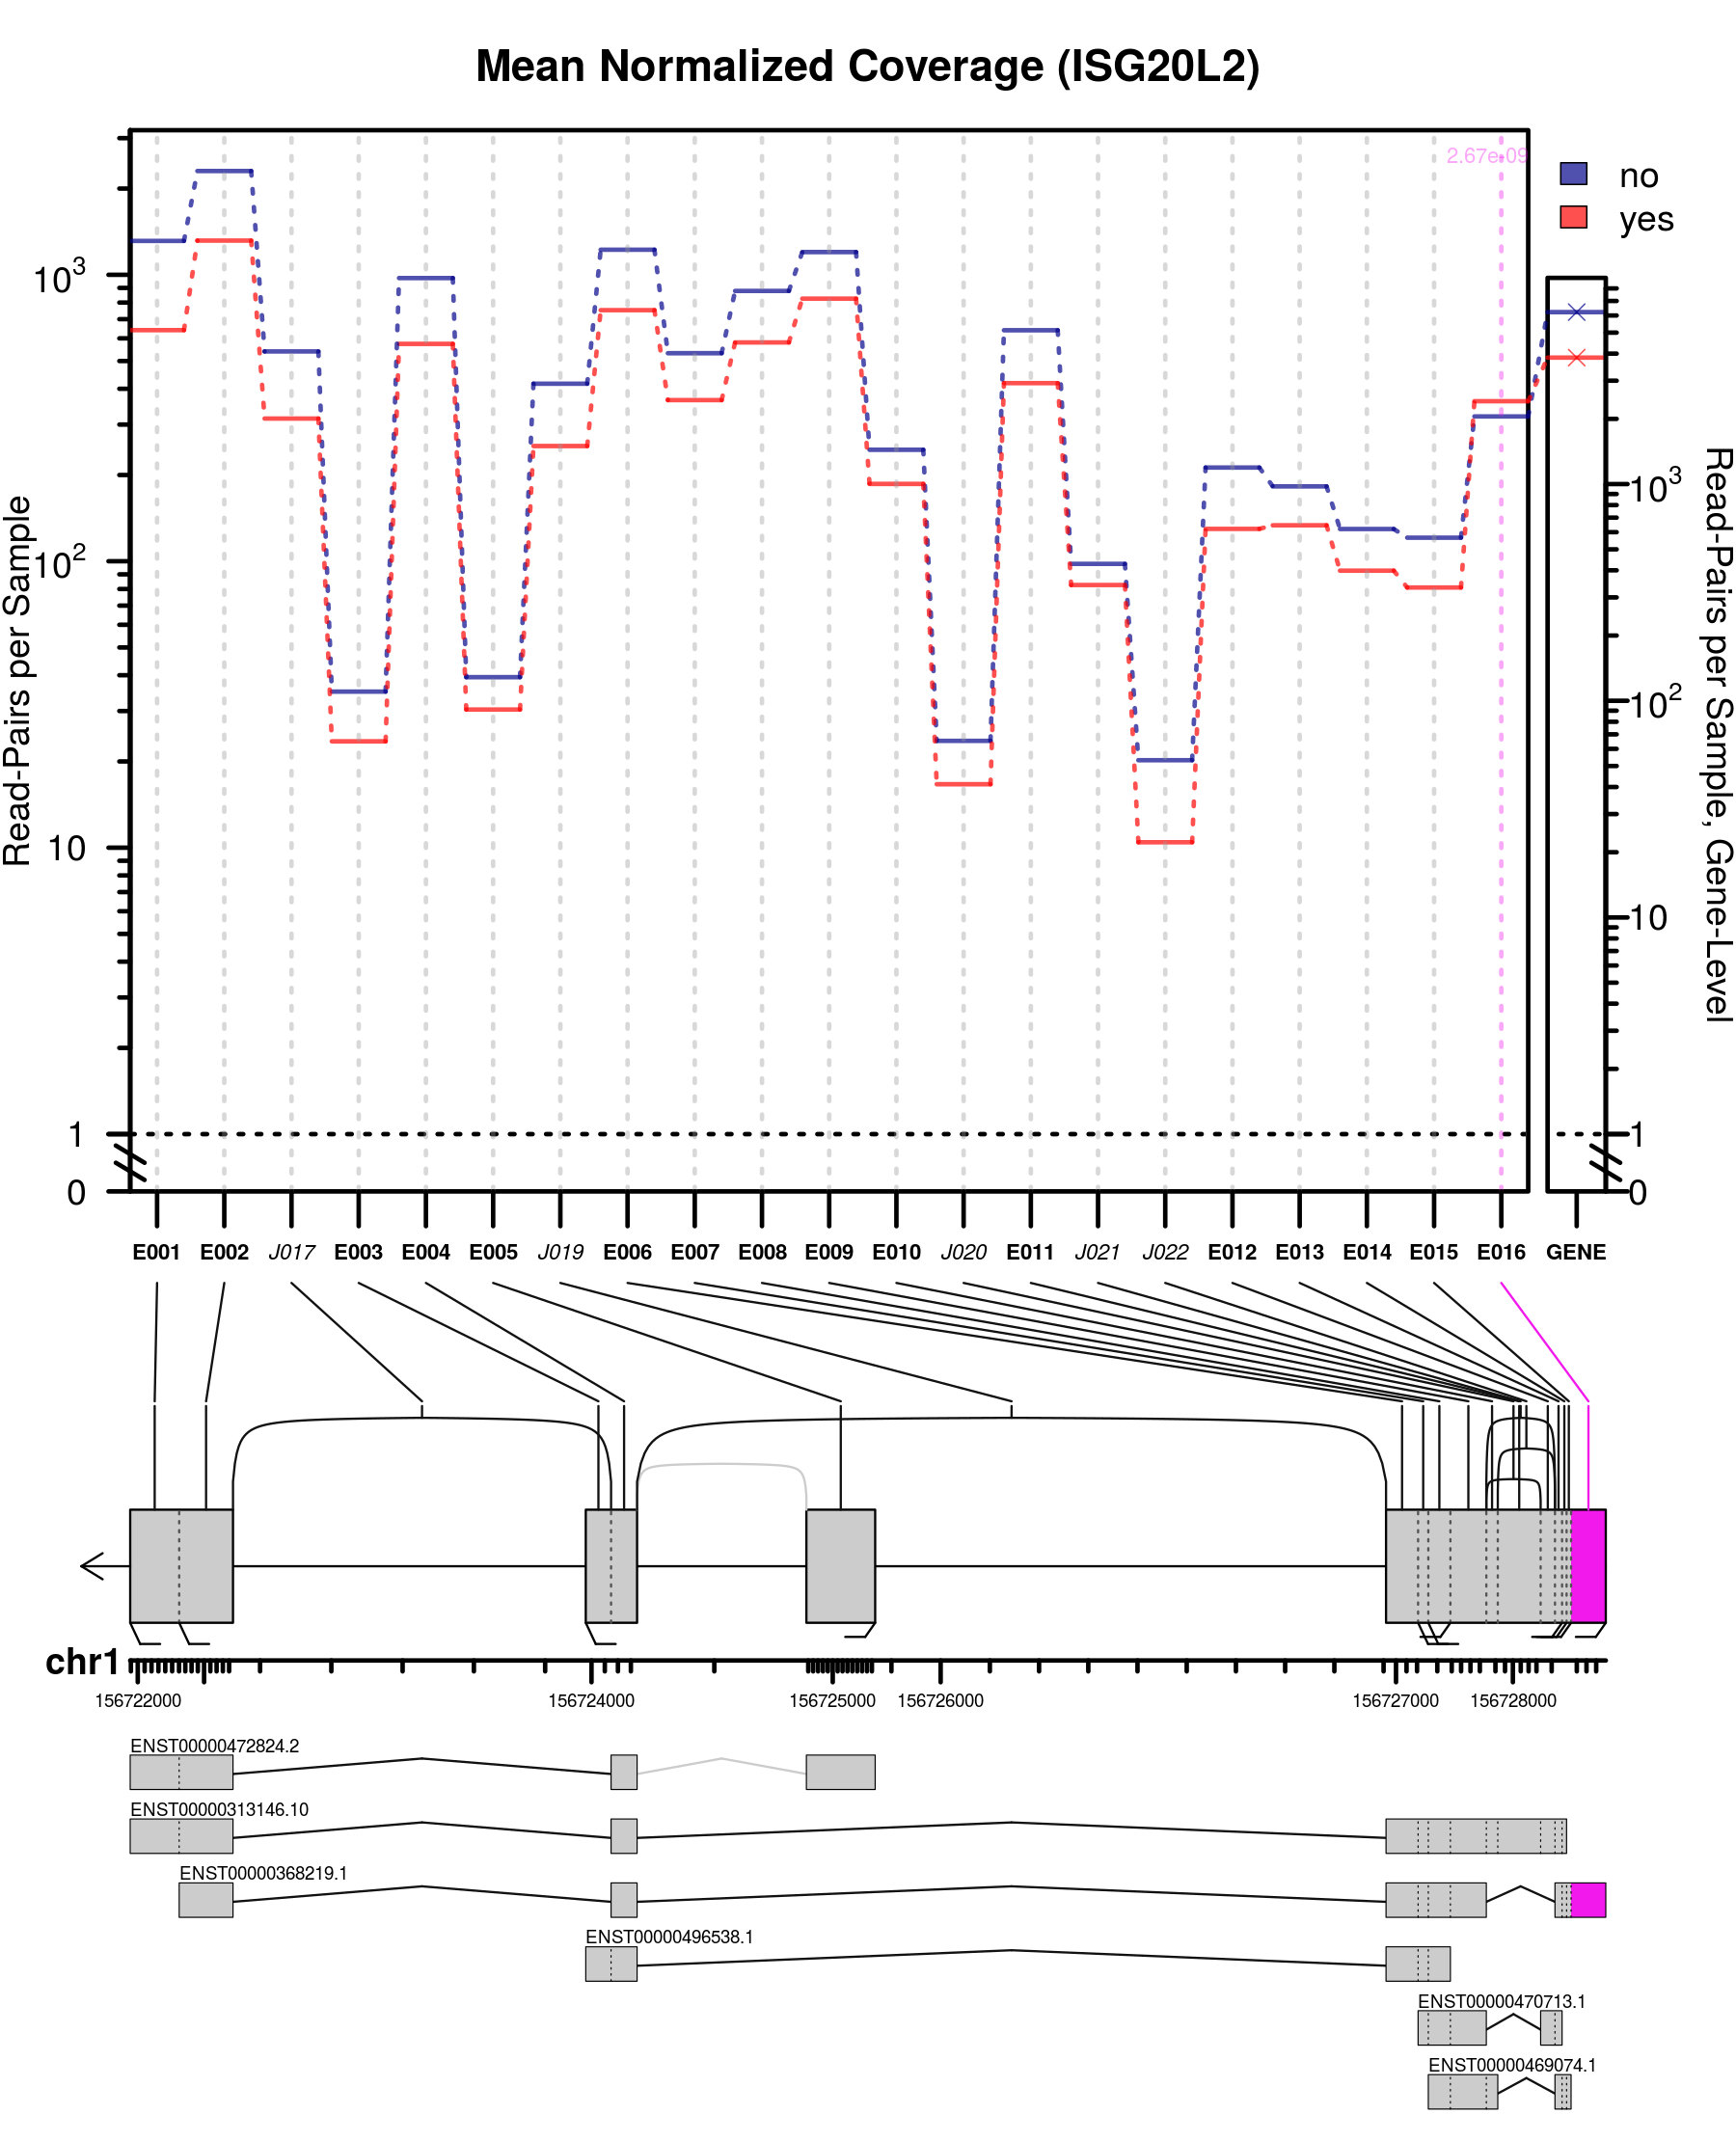 Mean Normalized Coverage (ISG20L2)
2.67e-09
no
yes
10³
10²
10
1
0
Read-Pairs per Sample
10³
10²
10
1
0
Read-Pairs per Sample, Gene-Level
E001 E002 J017 E003 E004 E005 J019 E006 E007 E008 E009 E010 J020 E011 J021 J022 E012 E013 E014 E015 E016 GENE
chr1
156722000 156724000 156725000 156726000 156727000 156728000
ENST00000472824.2
ENST00000313146.10
ENST00000368219.1
ENST00000496538.1
ENST00000470713.1
ENST00000469074.1